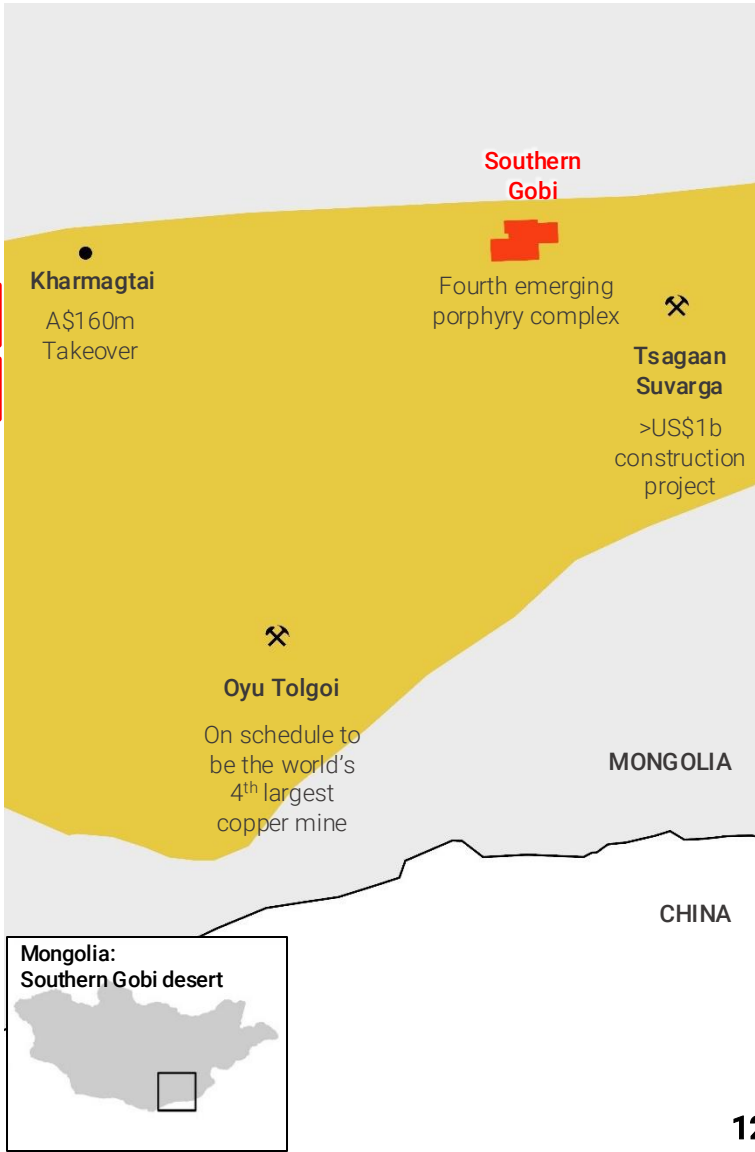 Southern
Gobi
Kharmagtai
A$160m
Takeover
Fourth emerging
porphyry complex
Tsagaan
Suvarga
>US$1b
construction
project
Oyu Tolgoi
On schedule to
be the world's
4th largest
copper mine
MONGOLIA
CHINA
Mongolia:
Southern Gobi desert
12